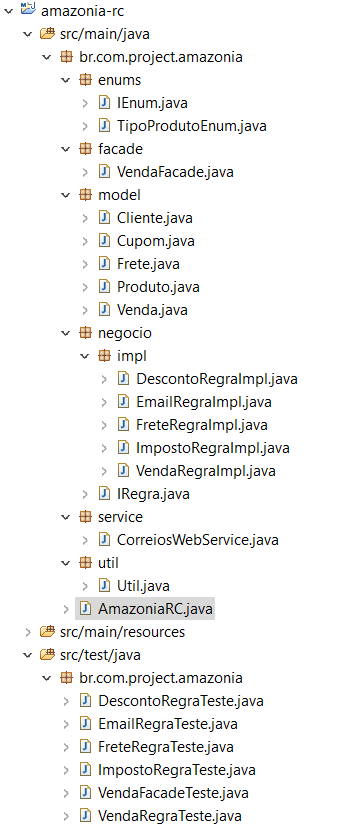 amazonia-rc
src/main/java
br.com.project.amazonia
enums
IEnum.java
TipoProdutoEnum.java
facade
VendaFacade.java
model
Cliente.java
Cupom.java
Frete.java
Produto.java
Venda.java
negocio
impl
DescontoRegraImpl.java
EmailRegraImpl.java
FreteRegraImpl.java
ImpostoRegraImpl.java
VendaRegraImpl.java
IRegra.java
service
CorreiosWebService.java
util
Util.java
AmazoniaRC.java
src/main/resources
src/test/java
br.com.project.amazonia
DescontoRegraTeste.java
EmailRegraTeste.java
FreteRegraTeste.java
ImpostoRegraTeste.java
VendaFacadeTeste.java
VendaRegraTeste.java